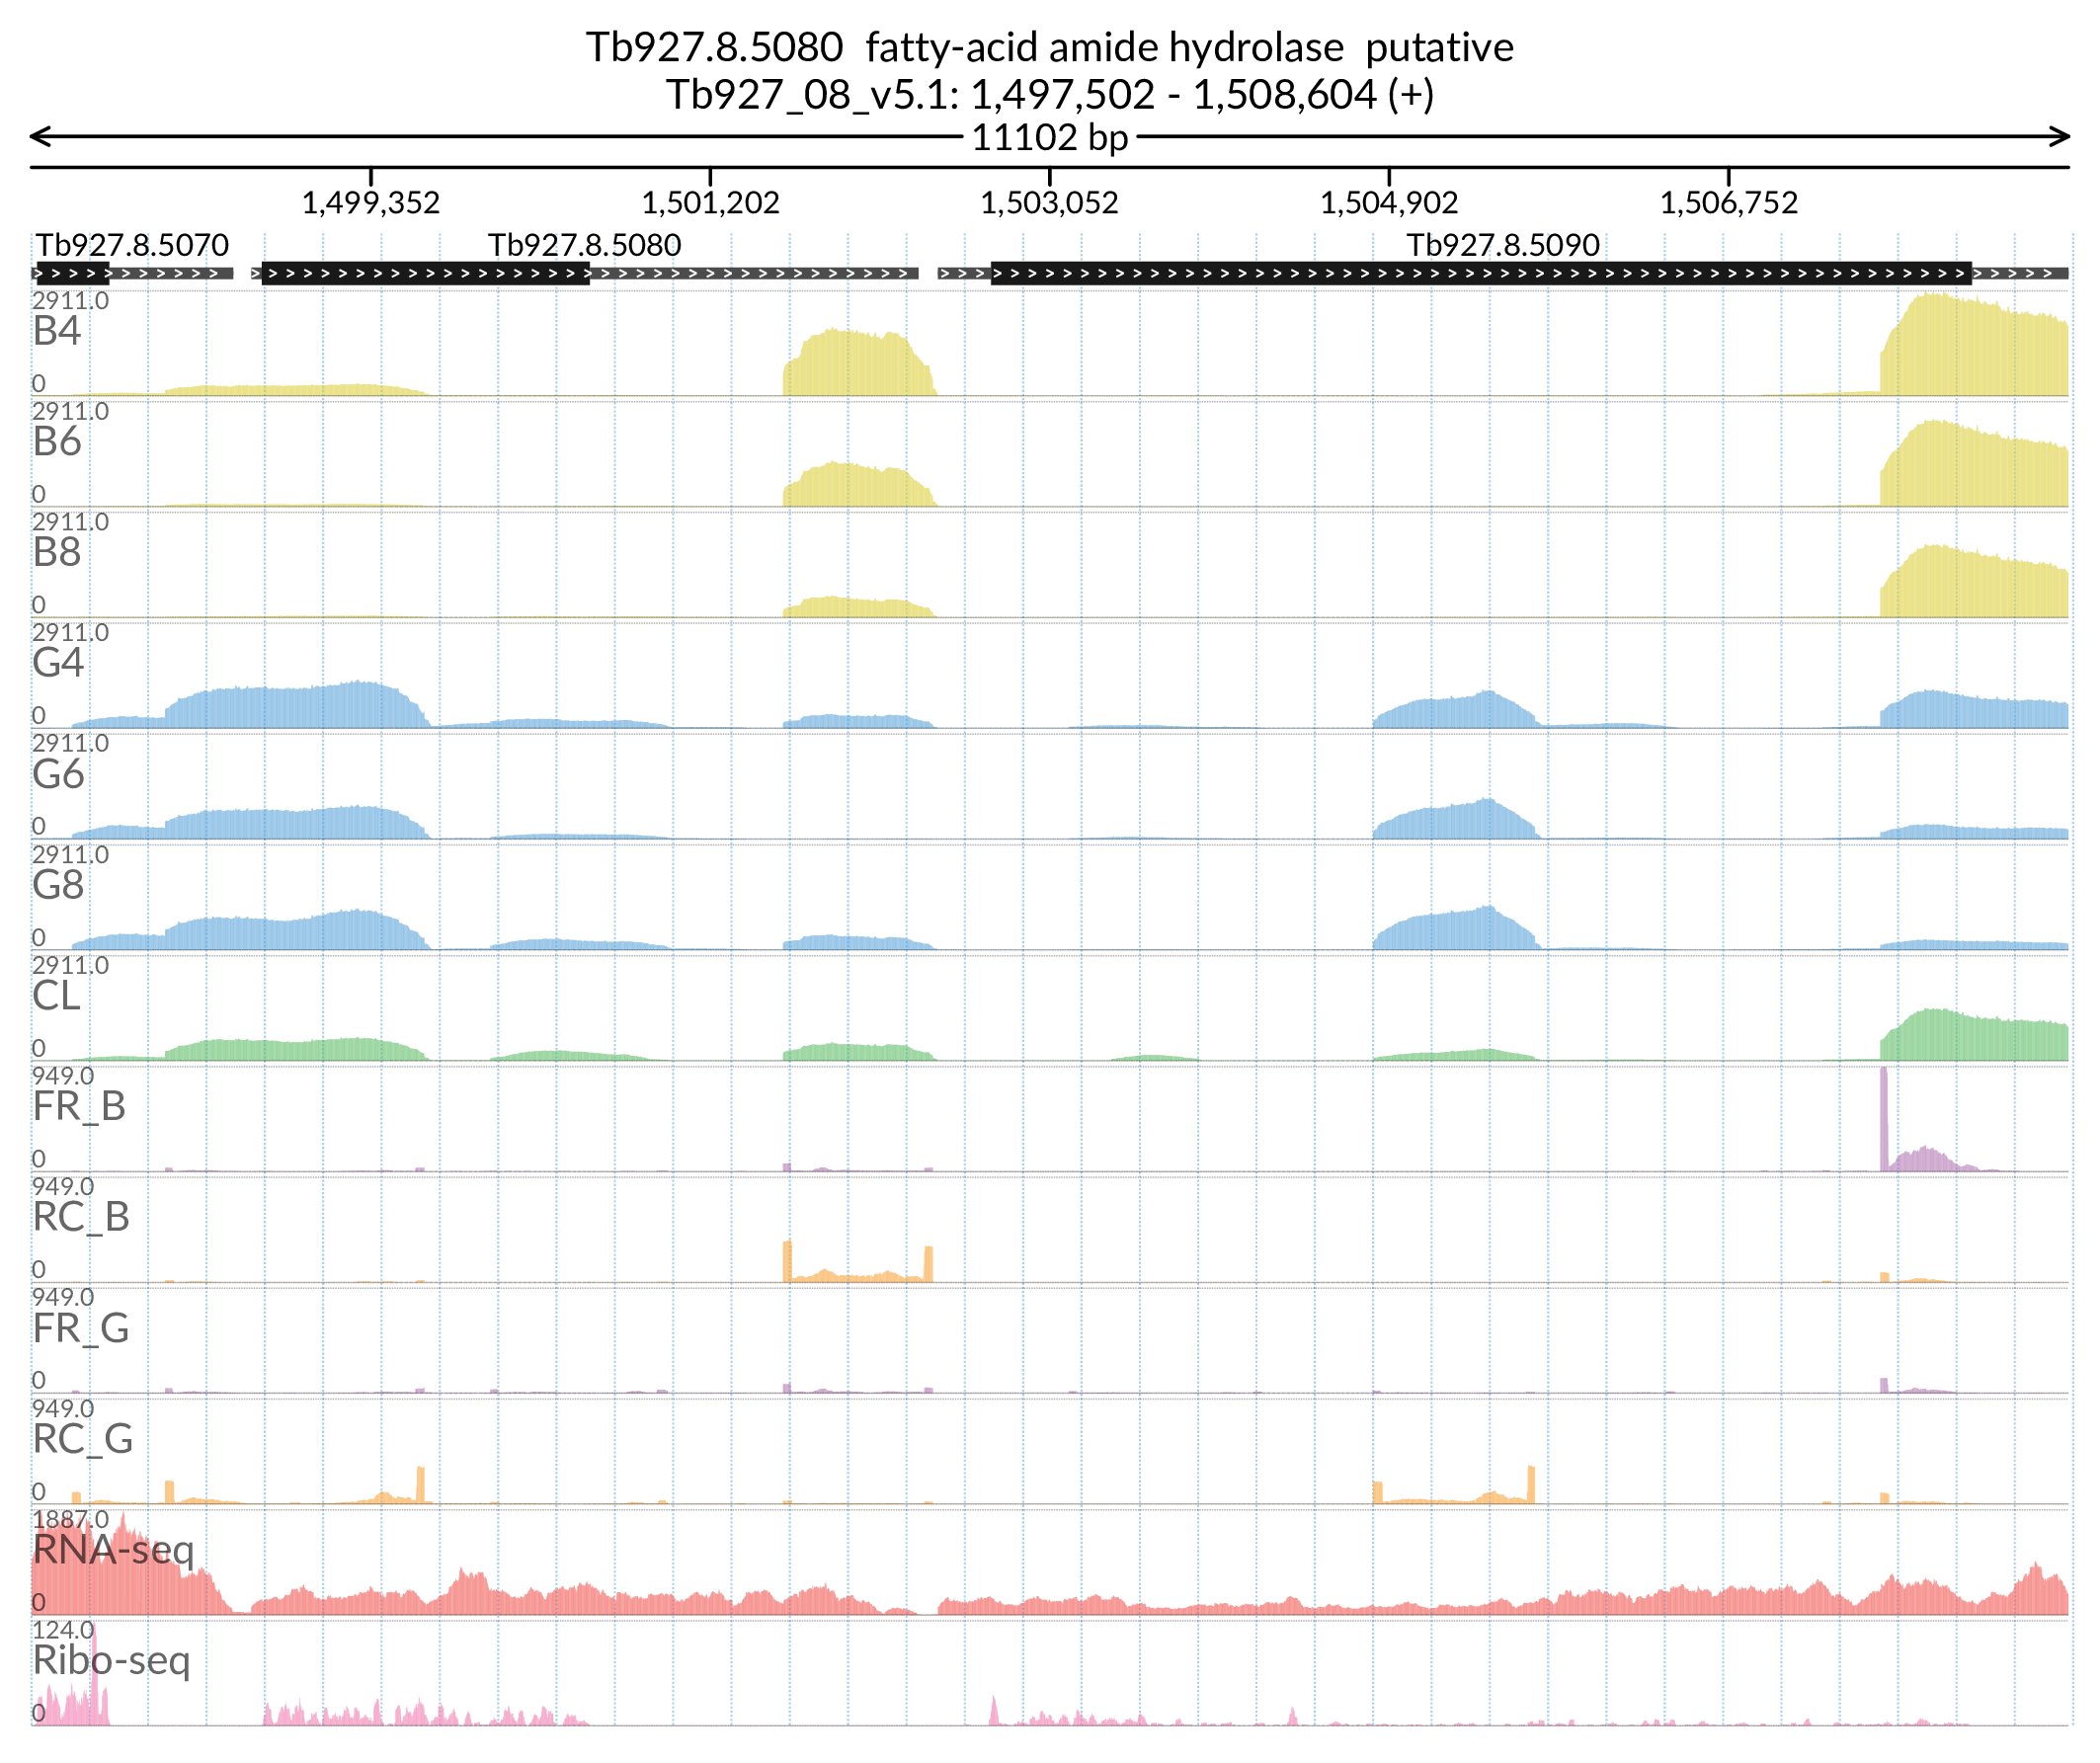 Tb927.8.5080  fatty-acid amide hydrolase  putative
Tb927_08_v5.1: 1,497,502 - 1,508,604 (+)
11102 bp
1,499,352 1,501,202 1,503,052 1,504,902 1,506,752
Tb927.8.5070 Tb927.8.5080 Tb927.8.5090
2911.0
B4
0
2911.0
B6
0
2911.0
B8
0
2911.0
G4
0
2911.0
G6
0
2911.0
G8
0
2911.0
CL
0
949.0
FR_B
0
949.0
RC_B
0
949.0
FR_G
0
949.0
RC_G
0
1887.0
RNA-seq
0
124.0
Ribo-seq
0